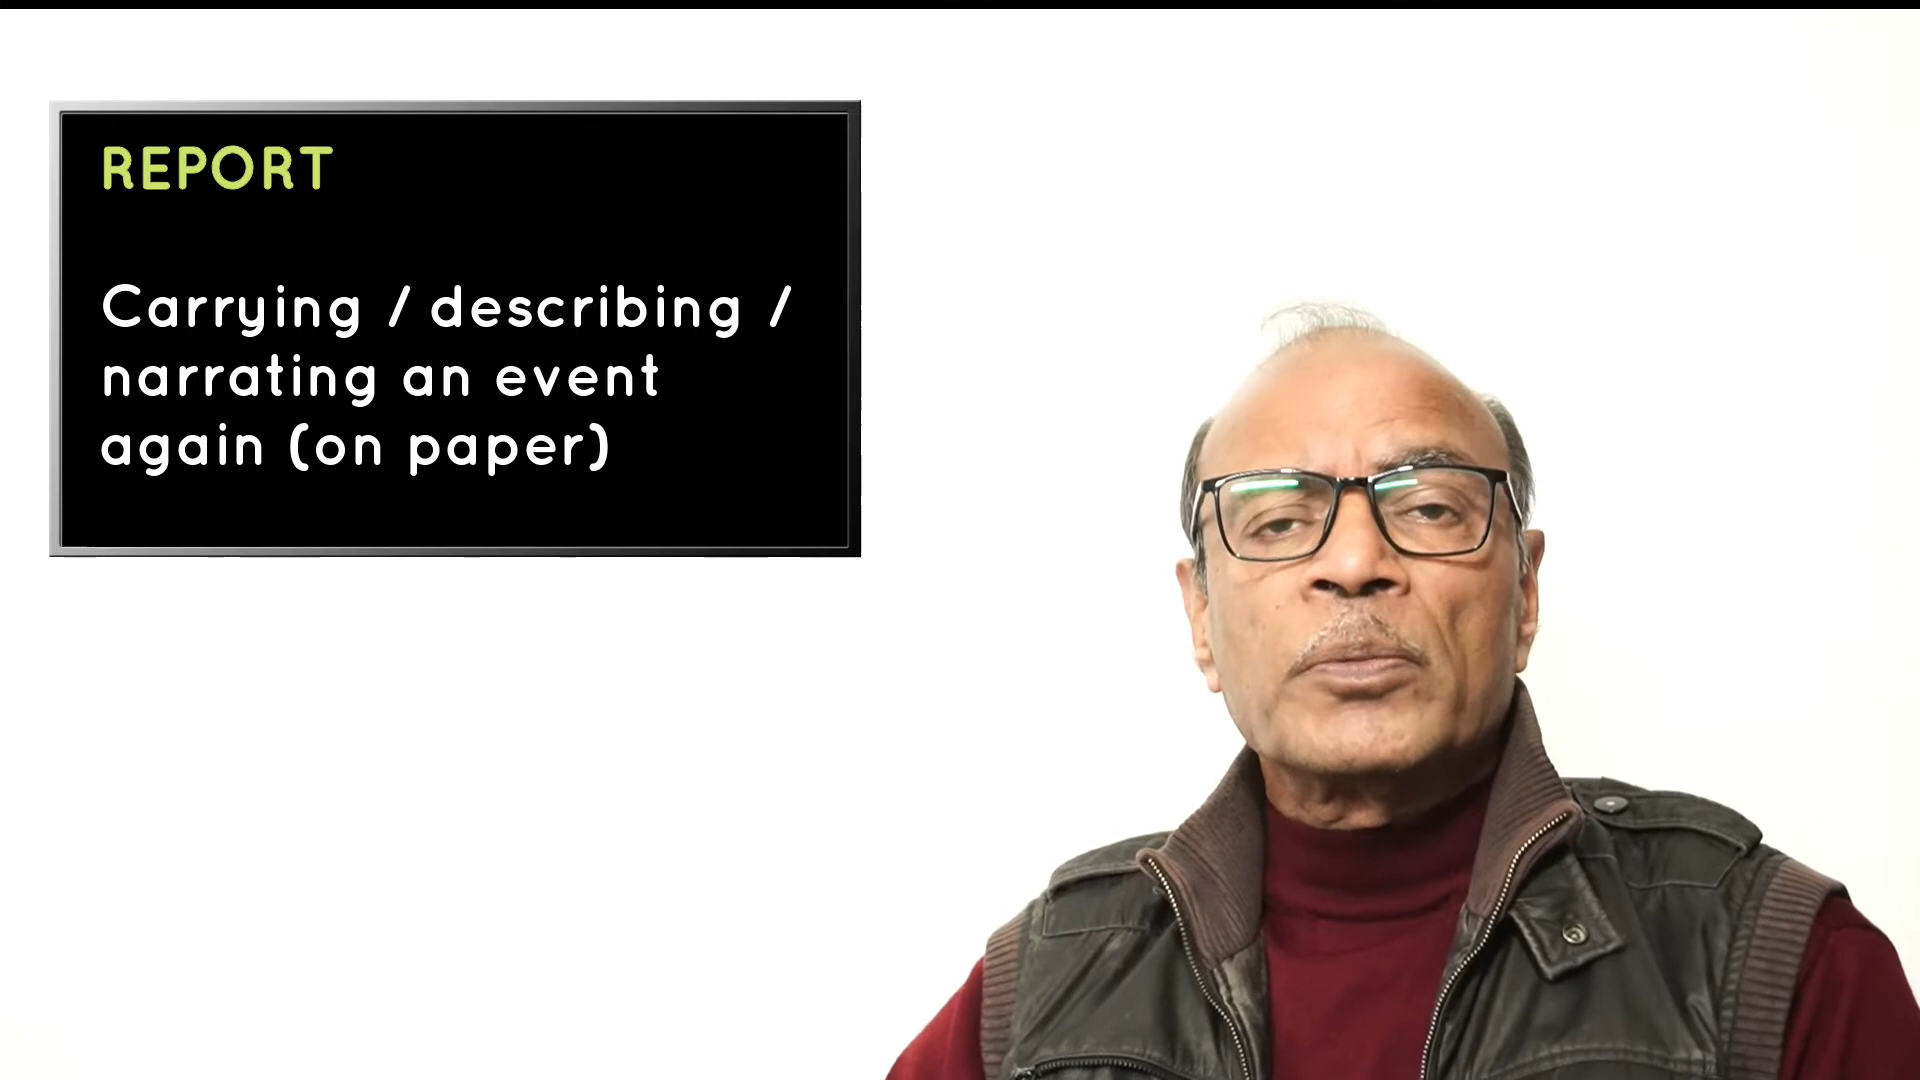 REPORT
Carrying / describing /
narrating an event
again (on paper)